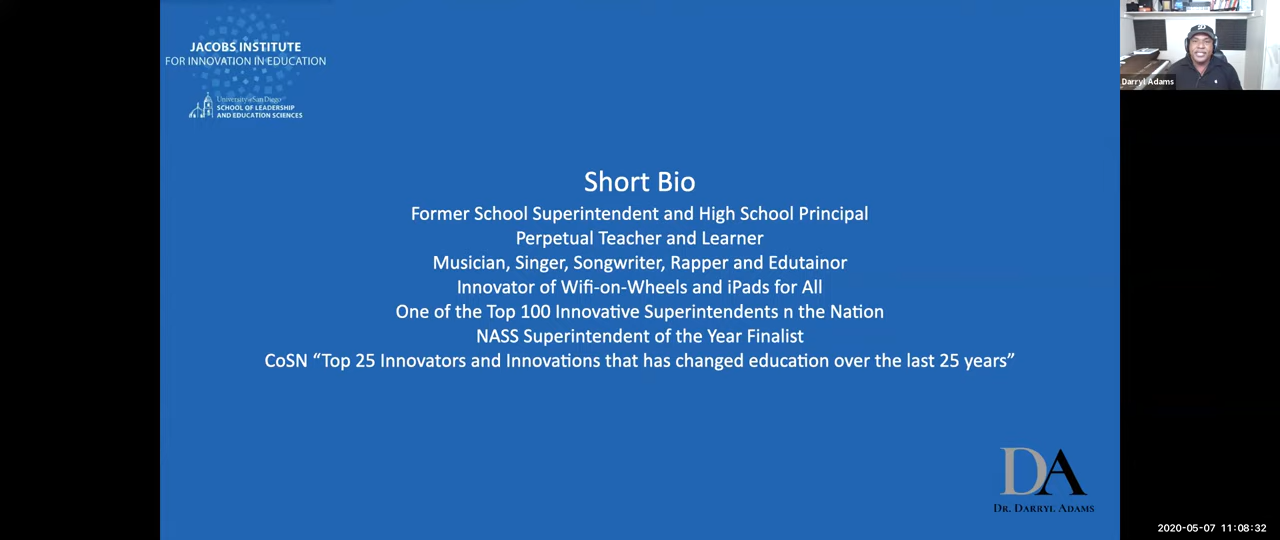 JACOBS INSTITUTE
FOR INNOVATION IN EDUCATION
University of San Diego
SCHOOL OF LEADERSHIP
AND EDUCATION SCIENCES
Darryl Adams
Short Bio
Former School Superintendent and High School Principal
Perpetual Teacher and Learner
Musician, Singer, Songwriter, Rapper and Edutainor
Innovator of Wifi-on-Wheels and iPads for All
One of the Top 100 Innovative Superintendents n the Nation
NASS Superintendent of the Year Finalist
CoSN “Top 25 Innovators and Innovations that has changed education over the last 25 years”
DA
DR. DARRYL ADAMS
2020-05-07 11:08:32